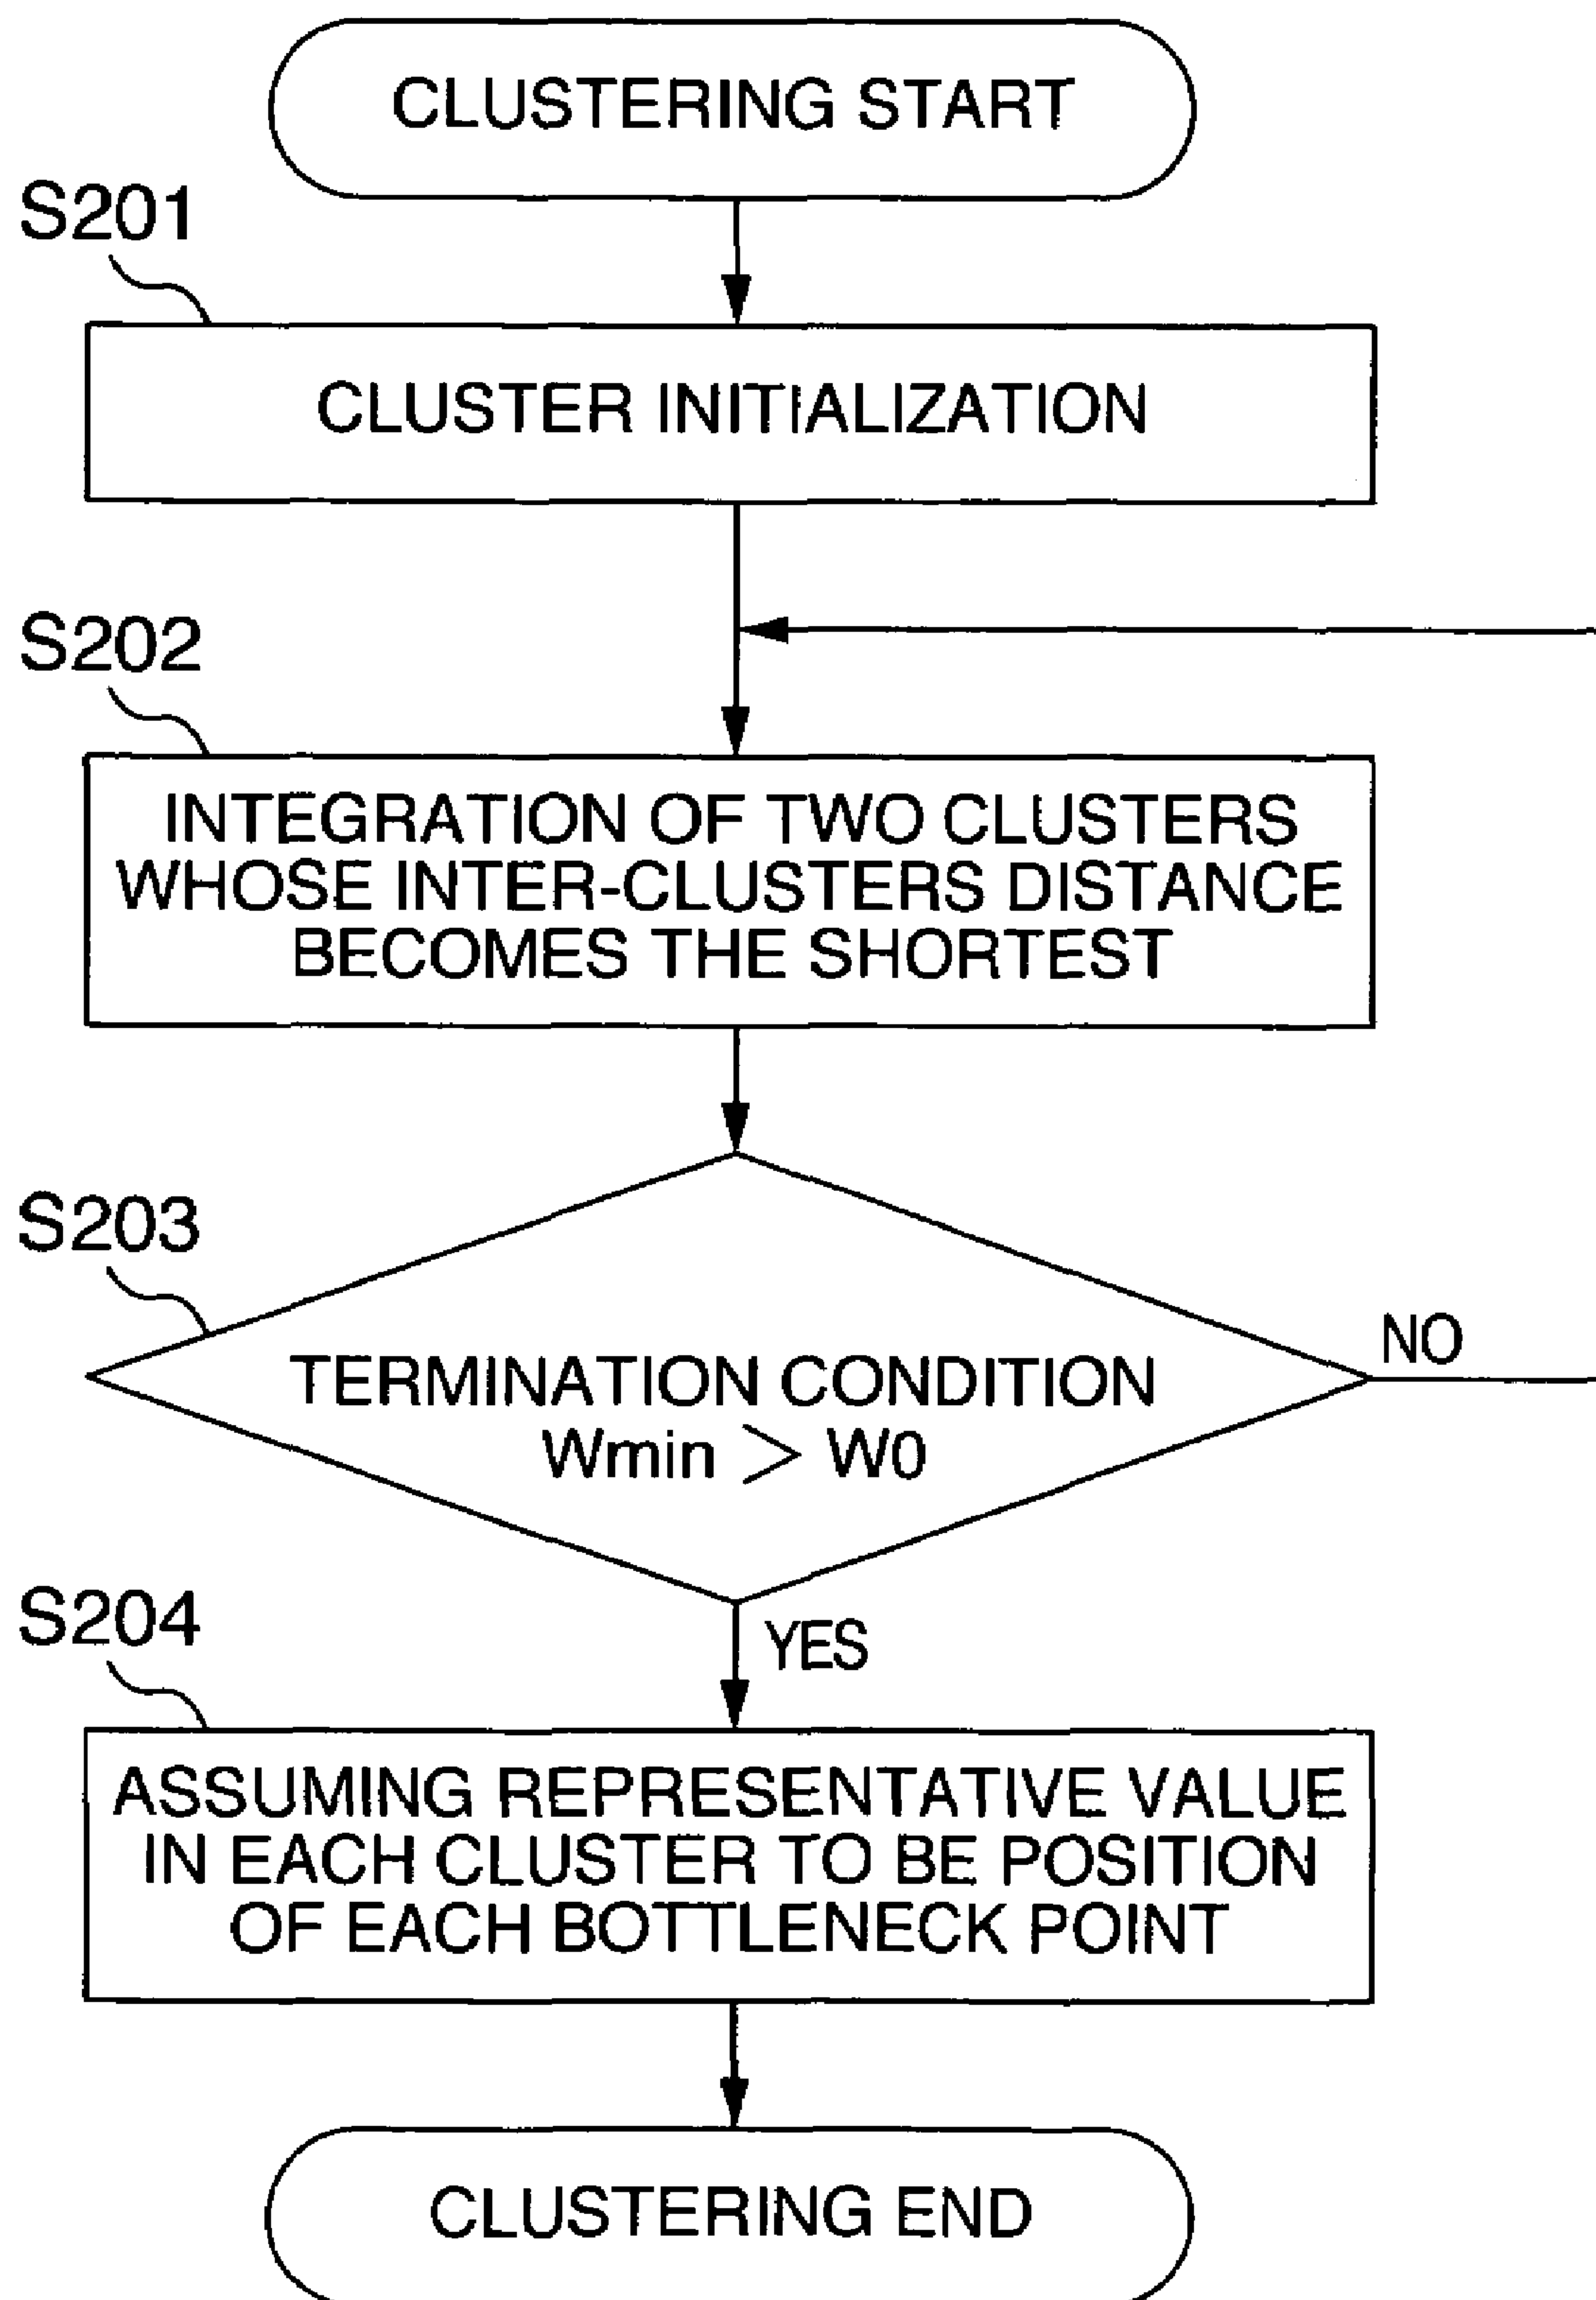 CLUSTERING START
S201
CLUSTER INITIALIZATION
S202
INTEGRATION OF TWO CLUSTERS
WHOSE INTER-CLUSTERS DISTANCE
BECOMES THE SHORTEST
S203
NO
TERMINATION CONDITION
Wmin > W0
S204
YES
ASSUMING REPRESENTATIVE VALUE
IN EACH CLUSTER TO BE POSITION
OF EACH BOTTLENECK POINT
CLUSTERING END